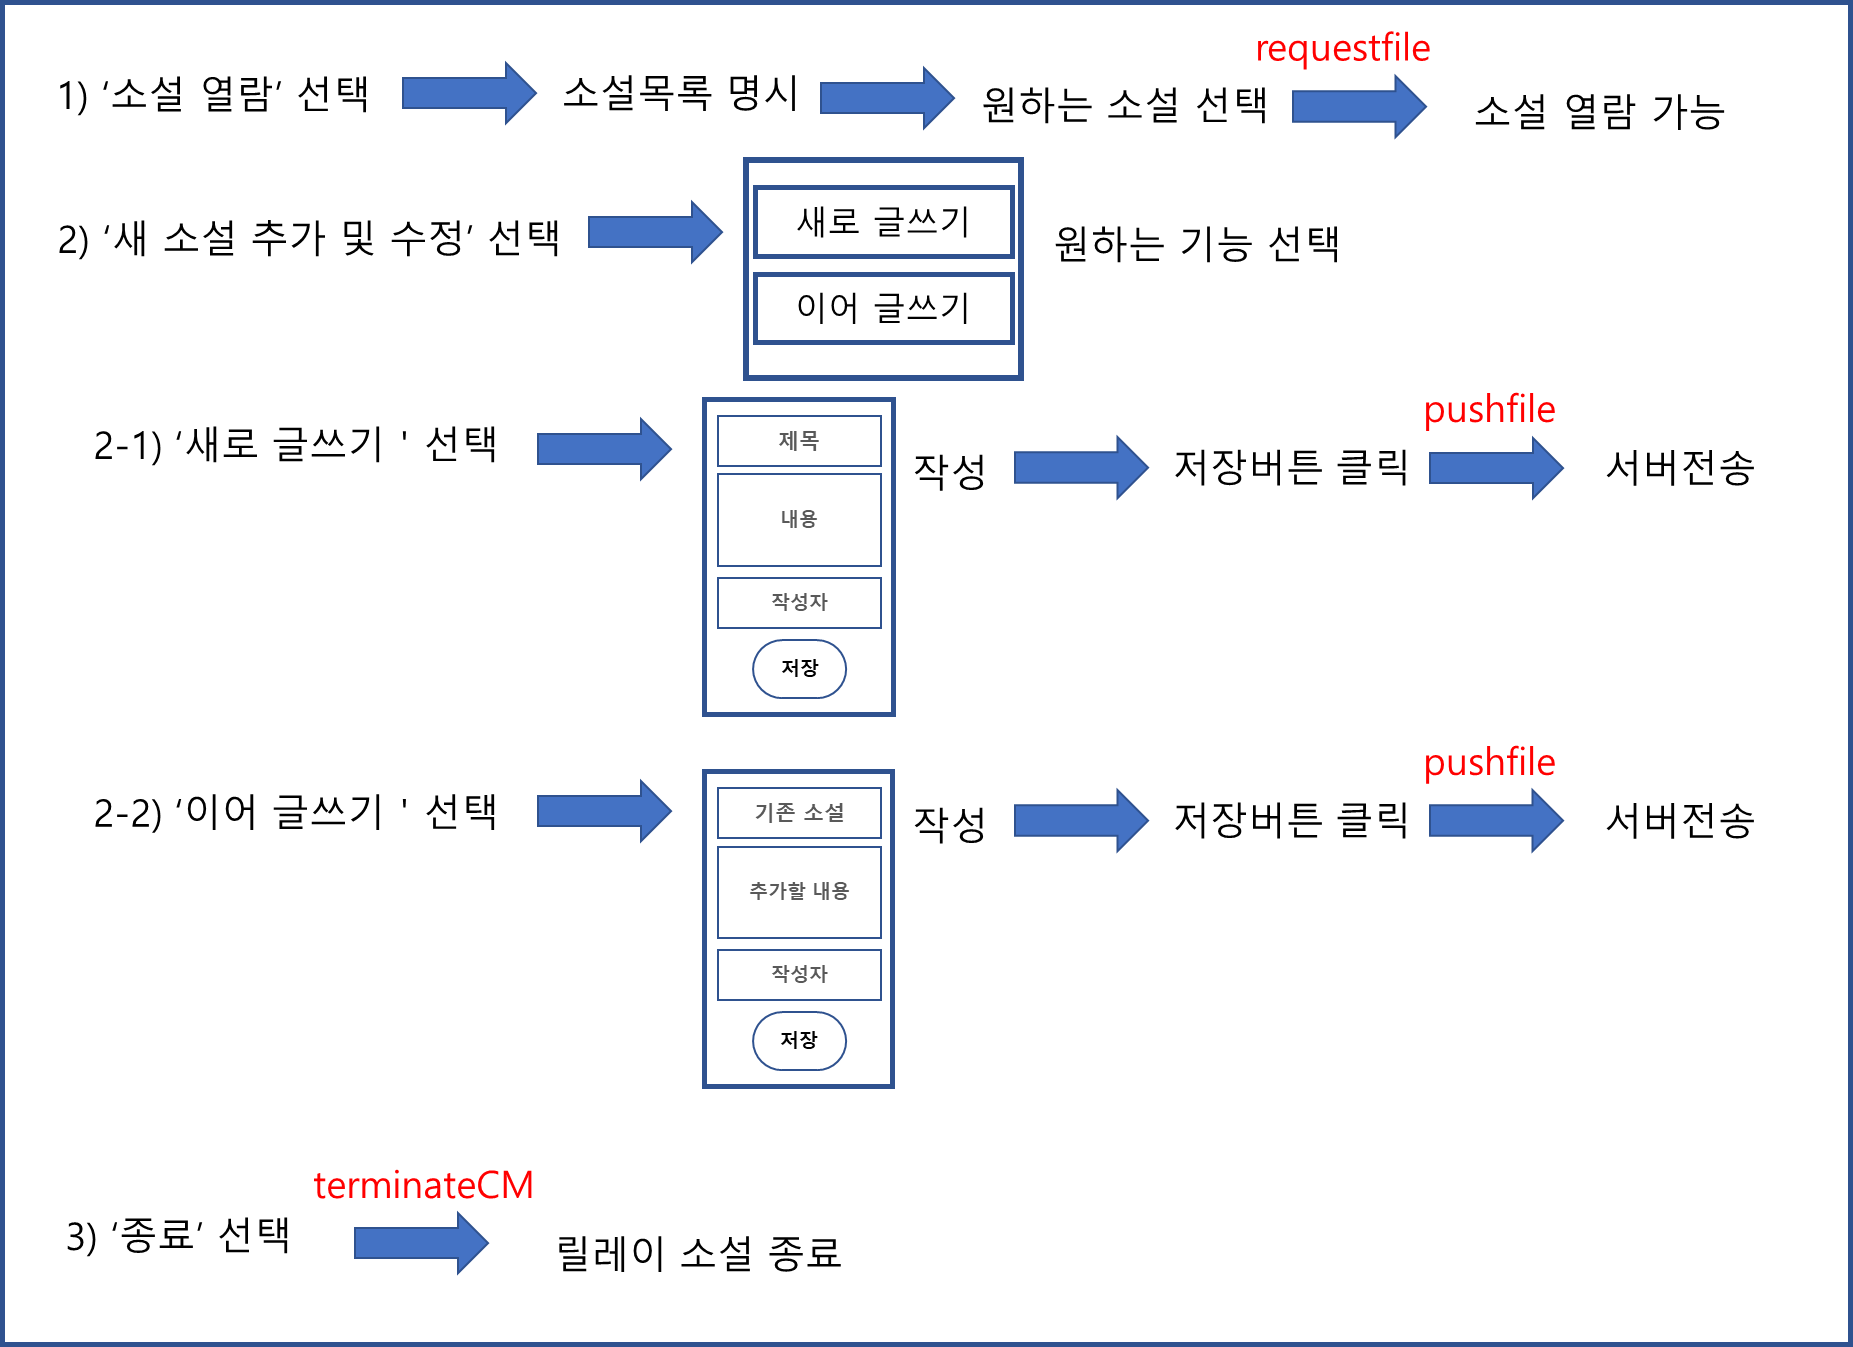 requestfile
1) ‘소설 열람’ 선택 소설목록 명시 원하는 소설 선택 소설 열람 가능
새로 글쓰기
2) ‘새 소설 추가 및 수정’ 선택 원하는 기능 선택
이어 글쓰기
pushfile
2-1) ‘새로 글쓰기 ' 선택 제목 작성 저장버튼 클릭 서버전송
내용
작성자
저장
pushfile
2-2) ‘이어 글쓰기 ' 선택 기존 소설 작성 저장버튼 클릭 서버전송
추가할 내용
작성자
저장
terminateCM
3) ‘종료’ 선택 릴레이 소설 종료